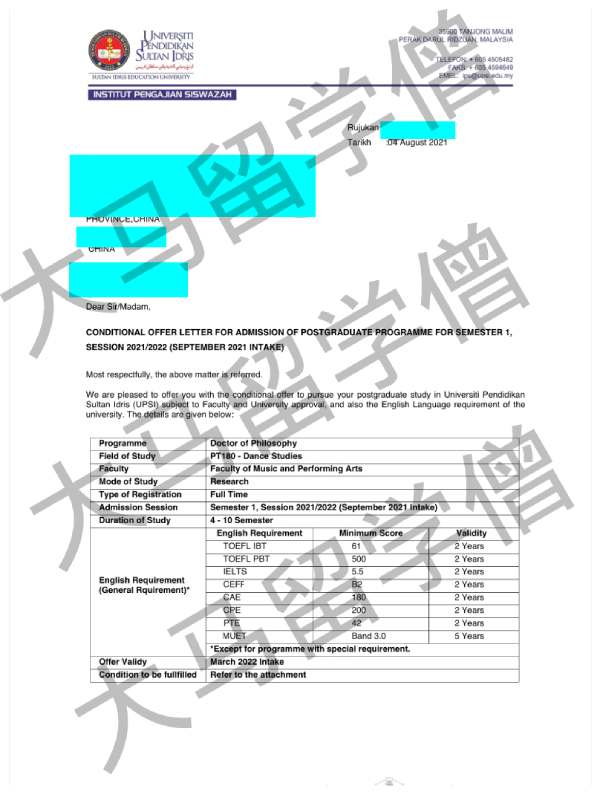 UNIVERSITI
PENDIDIKAN
SULTAN IDRIS
SULTAN IDRIS EDUCATION UNIVERSITY
35900 TANJONG MALIM
PERAK DARUL RIDZUAN, MALAYSIA
INSTITUT PENGAJIAN SISWAZAH
Rujukan
Tarikh :04 August 2021
PROVINCE,CHINA
CHINA
Dear Sir/Madam,
CONDITIONAL OFFER LETTER FOR ADMISSION OF POSTGRADUATE PROGRAMME FOR SEMESTER 1,
SESSION 2021/2022 (SEPTEMBER 2021 INTAKE)
Most respectfully, the above matter is referred.
We are pleased to offer you with the conditional offer to pursue your postgraduate study in Universiti Pendidikan
Sultan Idris (UPSI) subject to Faculty and University approval, and also the English Language requirement of the
university. The details are given below:
Programme Doctor of Philosophy
Field of Study PT180 - Dance Studies
Faculty Faculty of Music and Performing Arts
Mode of Study Research
Type of Registration Full Time
Admission Session Semester 1, Session 2021/2022 (September 2021 Intake)
Duration of Study 4 - 10 Semester
English Requirement
(General Rquirement)*
English Requirement Minimum Score Validity
TOEFL IBT 61 2 Years
TOEFL PBT 500 2 Years
IELTS 5.5 2 Years
CEFF B2 2 Years
CAE 180 2 Years
CPE 200 2 Years
PTE 42 2 Years
MUET Band 3.0 5 Years
*Except for programme with special requirement.
Offer Validy March 2022 Intake
Condition to be fullfilled Refer to the attachment
大马留学僧
大马留学僧
大马留学僧